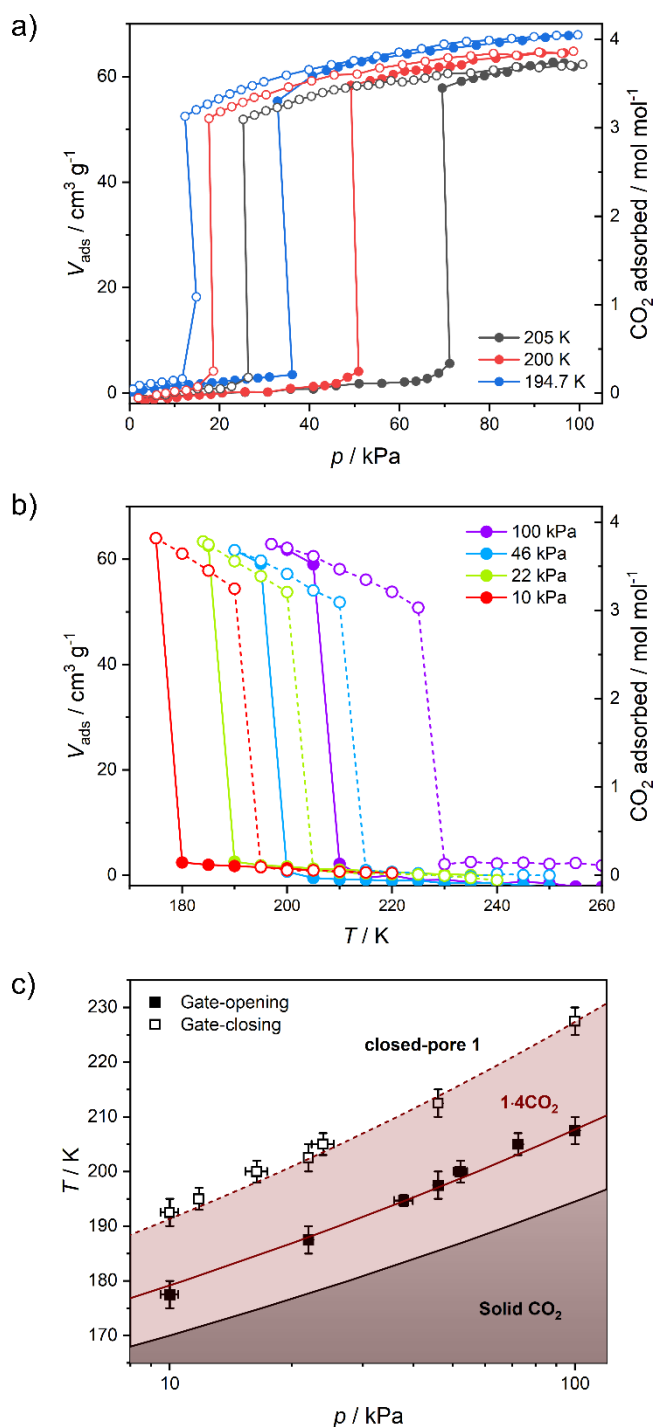 a)
60
40
20
0
V_ads / cm³ g⁻¹
4
3
2
1
0
CO₂ adsorbed / mol mol⁻¹
205 K
200 K
194.7 K
0 20 40 60 80 100
p / kPa
b)
60
40
20
0
V_ads / cm³ g⁻¹
4
3
2
1
0
CO₂ adsorbed / mol mol⁻¹
100 kPa
46 kPa
22 kPa
10 kPa
180 200 220 240 260
T / K
c)
230
220
210
200
190
180
170
T / K
Gate-opening
Gate-closing
closed-pore 1
1·4CO₂
Solid CO₂
10 100
p / kPa